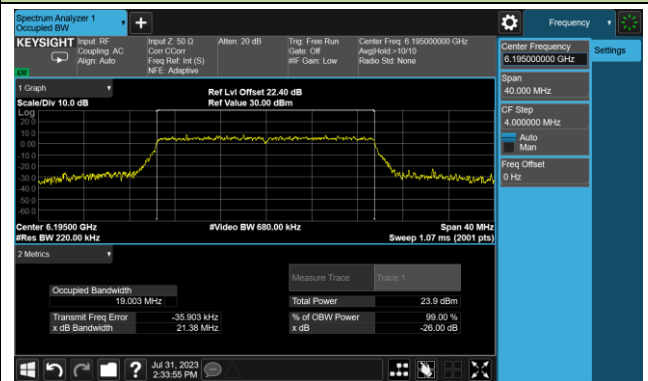 Spectrum Analyzer 1
Occupied BW
Frequency
KEYSIGHT
Input: RF
Coupling: AC
Align: Auto
Input Z: 50 Ω
Corr CCorr
Freq Ref: Int (S)
NFE: Adaptive
Atten: 20 dB
Trig: Free Run
Gate: Off
#IF Gain: Low
Center Freq: 6.195000000 GHz
Avg|Hold:>10/10
Radio Std: None
Center Frequency
6.195000000 GHz
Settings
Span
40.000 MHz
CF Step
4.000000 MHz
Auto
Man
Freq Offset
0 Hz
1 Graph
Scale/Div 10.0 dB
Ref Lvl Offset 22.40 dB
Ref Value 30.00 dBm
Log
20.0
10.0
0.00
-10.0
-20.0
-30.0
-40.0
-50.0
-60.0
Center 6.19500 GHz
#Res BW 220.00 kHz
#Video BW 680.00 kHz
Span 40 MHz
Sweep 1.07 ms (2001 pts)
2 Metrics
Measure Trace
Trace 1
Occupied Bandwidth
19.003 MHz
Total Power
23.9 dBm
Transmit Freq Error
-35.903 kHz
% of OBW Power
99.00 %
x dB Bandwidth
21.38 MHz
x dB
-26.00 dB
Jul 31, 2023
2:33:55 PM